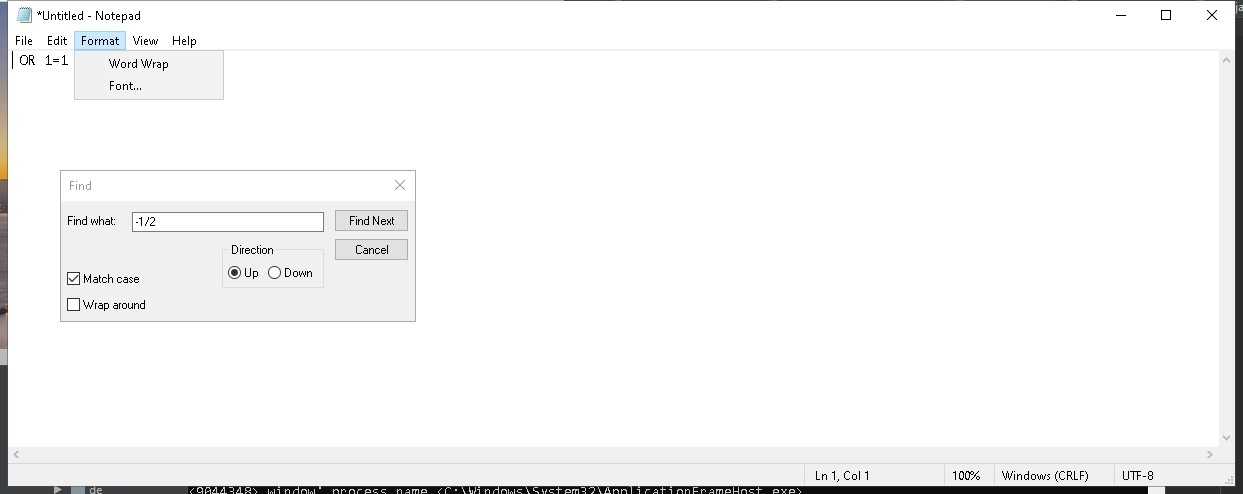 *Untitled - Notepad
File Edit Format View Help
OR 1=1
Word Wrap
Font...
Find
Find what: -1/2 Find Next
Direction Cancel
Up Down
Match case
Wrap around
Ln 1, Col 1 100% Windows (CRLF) UTF-8
de <9044348> window' process name <C:\Windows\System32\ApplicationFrameHost.exe>